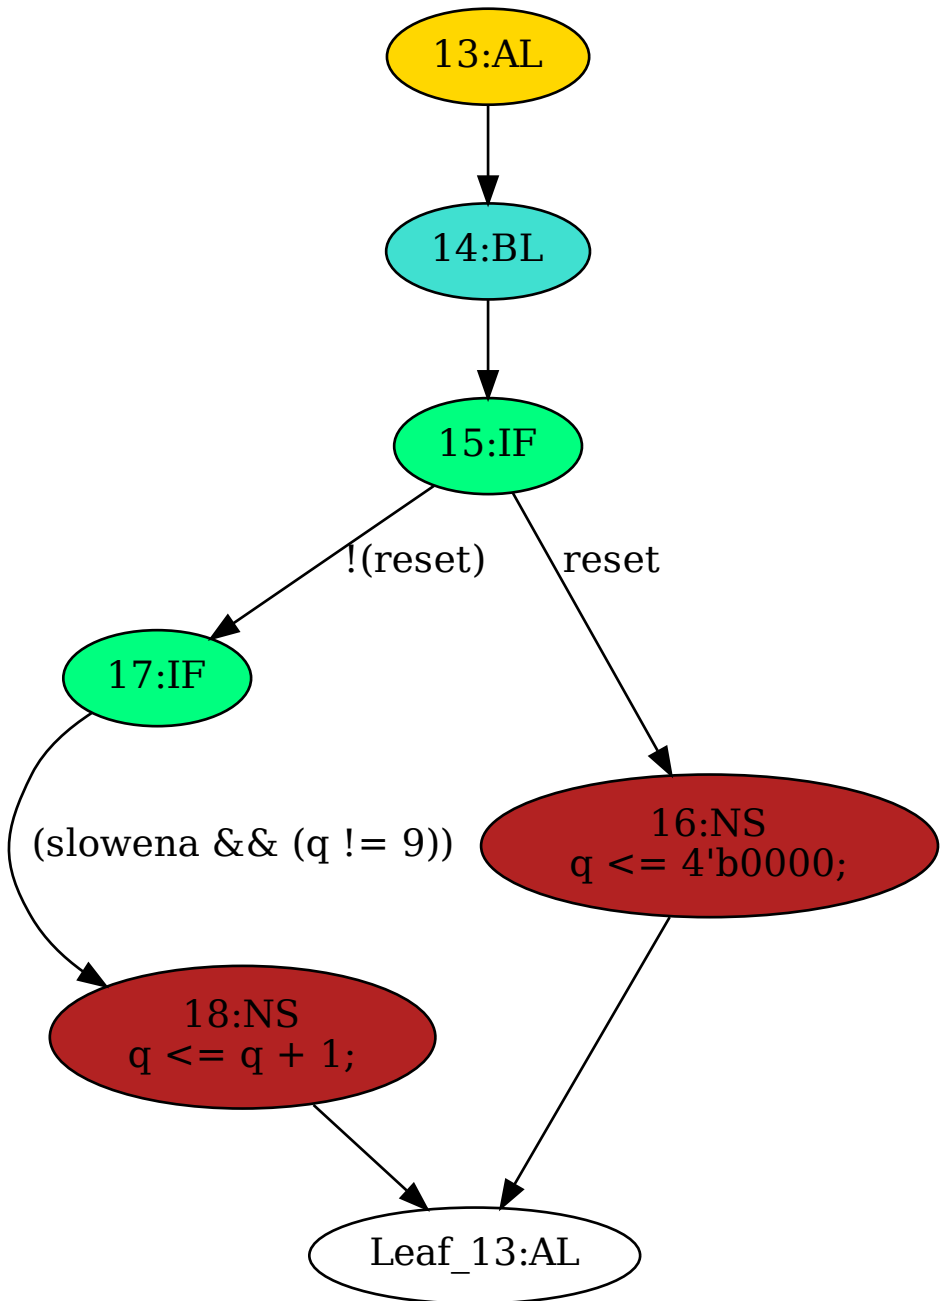 13:AL
14:BL
15:IF
!(reset)
reset
17:IF
(slowena && (q != 9))
16:NS
q <= 4'b0000;
18:NS
q <= q + 1;
Leaf_13:AL